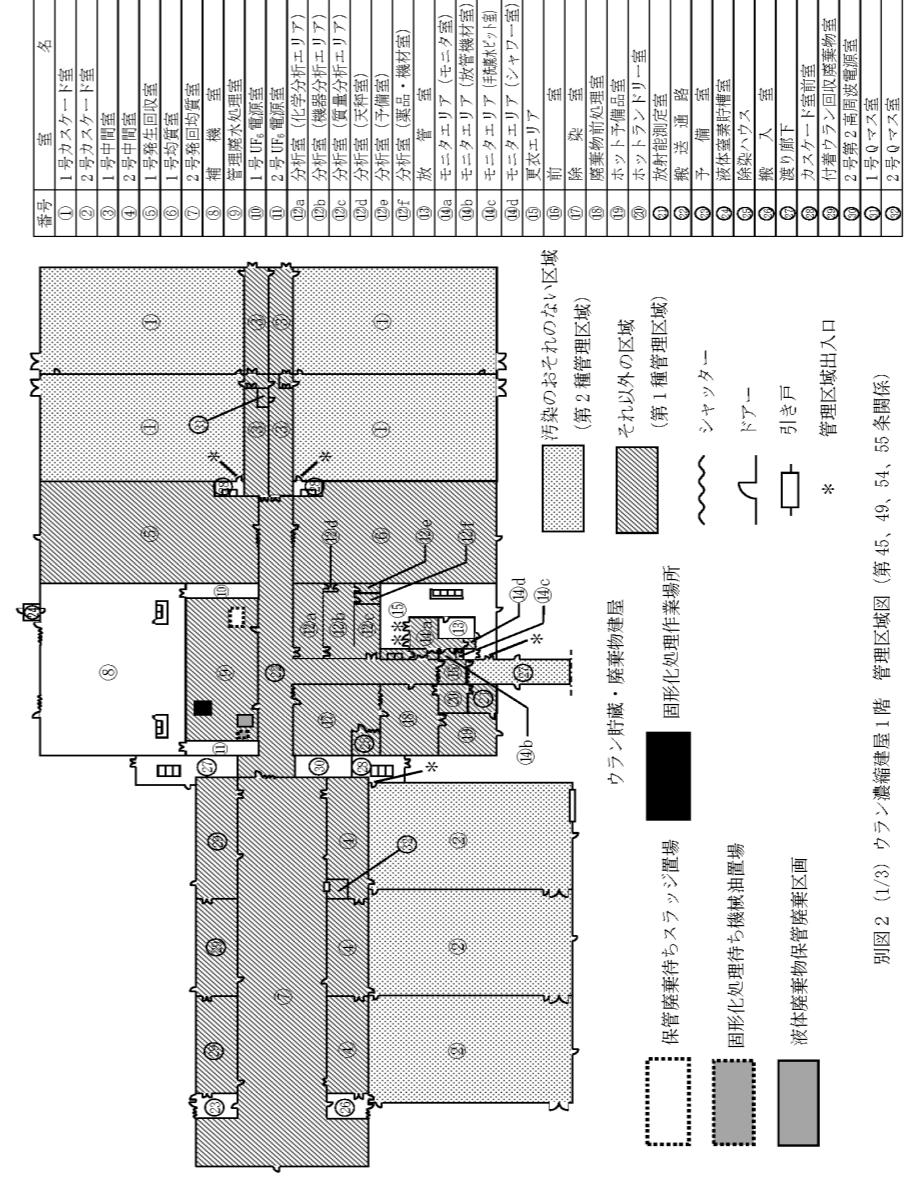 番号 室名
① 1号カスケード室
② 2号カスケード室
③ 1号中間室
④ 2号中間室
⑤ 1号発生回収室
⑥ 1号均質室
⑦ 2号発回均質室
⑧ 補機室
⑨ 管理廃水処理室
⑩ 1号UF₆電源室
⑪ 2号UF₆電源室
⑫a 分析室(化学分析エリア)
⑫b 分析室(機器分析エリア)
⑫c 分析室(質量分析エリア)
⑫d 分析室(天秤室)
⑫e 分析室(予備室)
⑫f 分析室(薬品・機材室)
⑬ 放管室
⑭a モニタエリア(モニタ室)
⑭b モニタエリア(放管機材室)
⑭c モニタエリア(手洗廃水ピット室)
⑭d モニタエリア(シャワー室)
⑮ 更衣エリア
⑯ 前室
⑰ 除染室
⑱ 廃棄物前処理室
⑲ ホット予備品室
⑳ ホットランドリー室
㉑ 放射能測定室
㉒ 搬送通路
㉓ 予備室
㉔ 液体窒素貯槽室
㉕ 除染ハウス
㉖ 搬入室
㉗ 渡り廊下
㉘ カスケード室前室
㉙ 付着ウラン回収廃棄物室
㉚ 2号第2高周波電源室
㉛ 1号Qマス室
㉜ 2号Qマス室
汚染のおそれのない区域
(第2種管理区域)
それ以外の区域
(第1種管理区域)
シャッター
ドアー
引き戸
* 管理区域出入口
ウラン貯蔵・廃棄物建屋
固形化処理作業場所
保管廃棄待ちスラッジ置場
固形化処理待ち機械油置場
液体廃棄物保管廃棄区画
別図2(1/3)ウラン濃縮建屋1階 管理区域図(第45、49、54、55条関係)